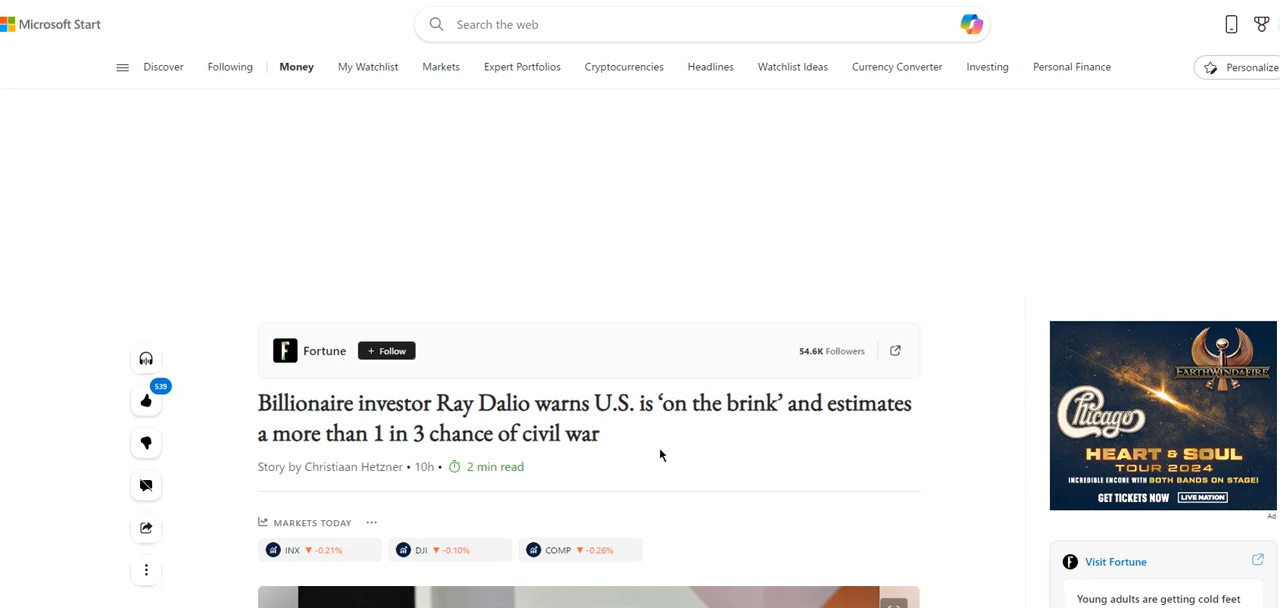 Microsoft Start
Search the web
Discover
Following
Money
My Watchlist
Markets
Expert Portfolios
Cryptocurrencies
Headlines
Watchlist Ideas
Currency Converter
Investing
Personal Finance
Personalize
Fortune
+ Follow
54.6K Followers
539
Billionaire investor Ray Dalio warns U.S. is ‘on the brink’ and estimates
a more than 1 in 3 chance of civil war
Story by Christiaan Hetzner • 10h • 2 min read
MARKETS TODAY ...
INX ▼ -0.21%
DJI ▼ -0.10%
COMP ▼ -0.26%
EARTH WIND & FIRE
Chicago
HEART & SOUL
TOUR 2024
INCREDIBLE ENCORE WITH BOTH BANDS ON STAGE!
GET TICKETS NOW LIVE NATION
Ad
Visit Fortune
Young adults are getting cold feet